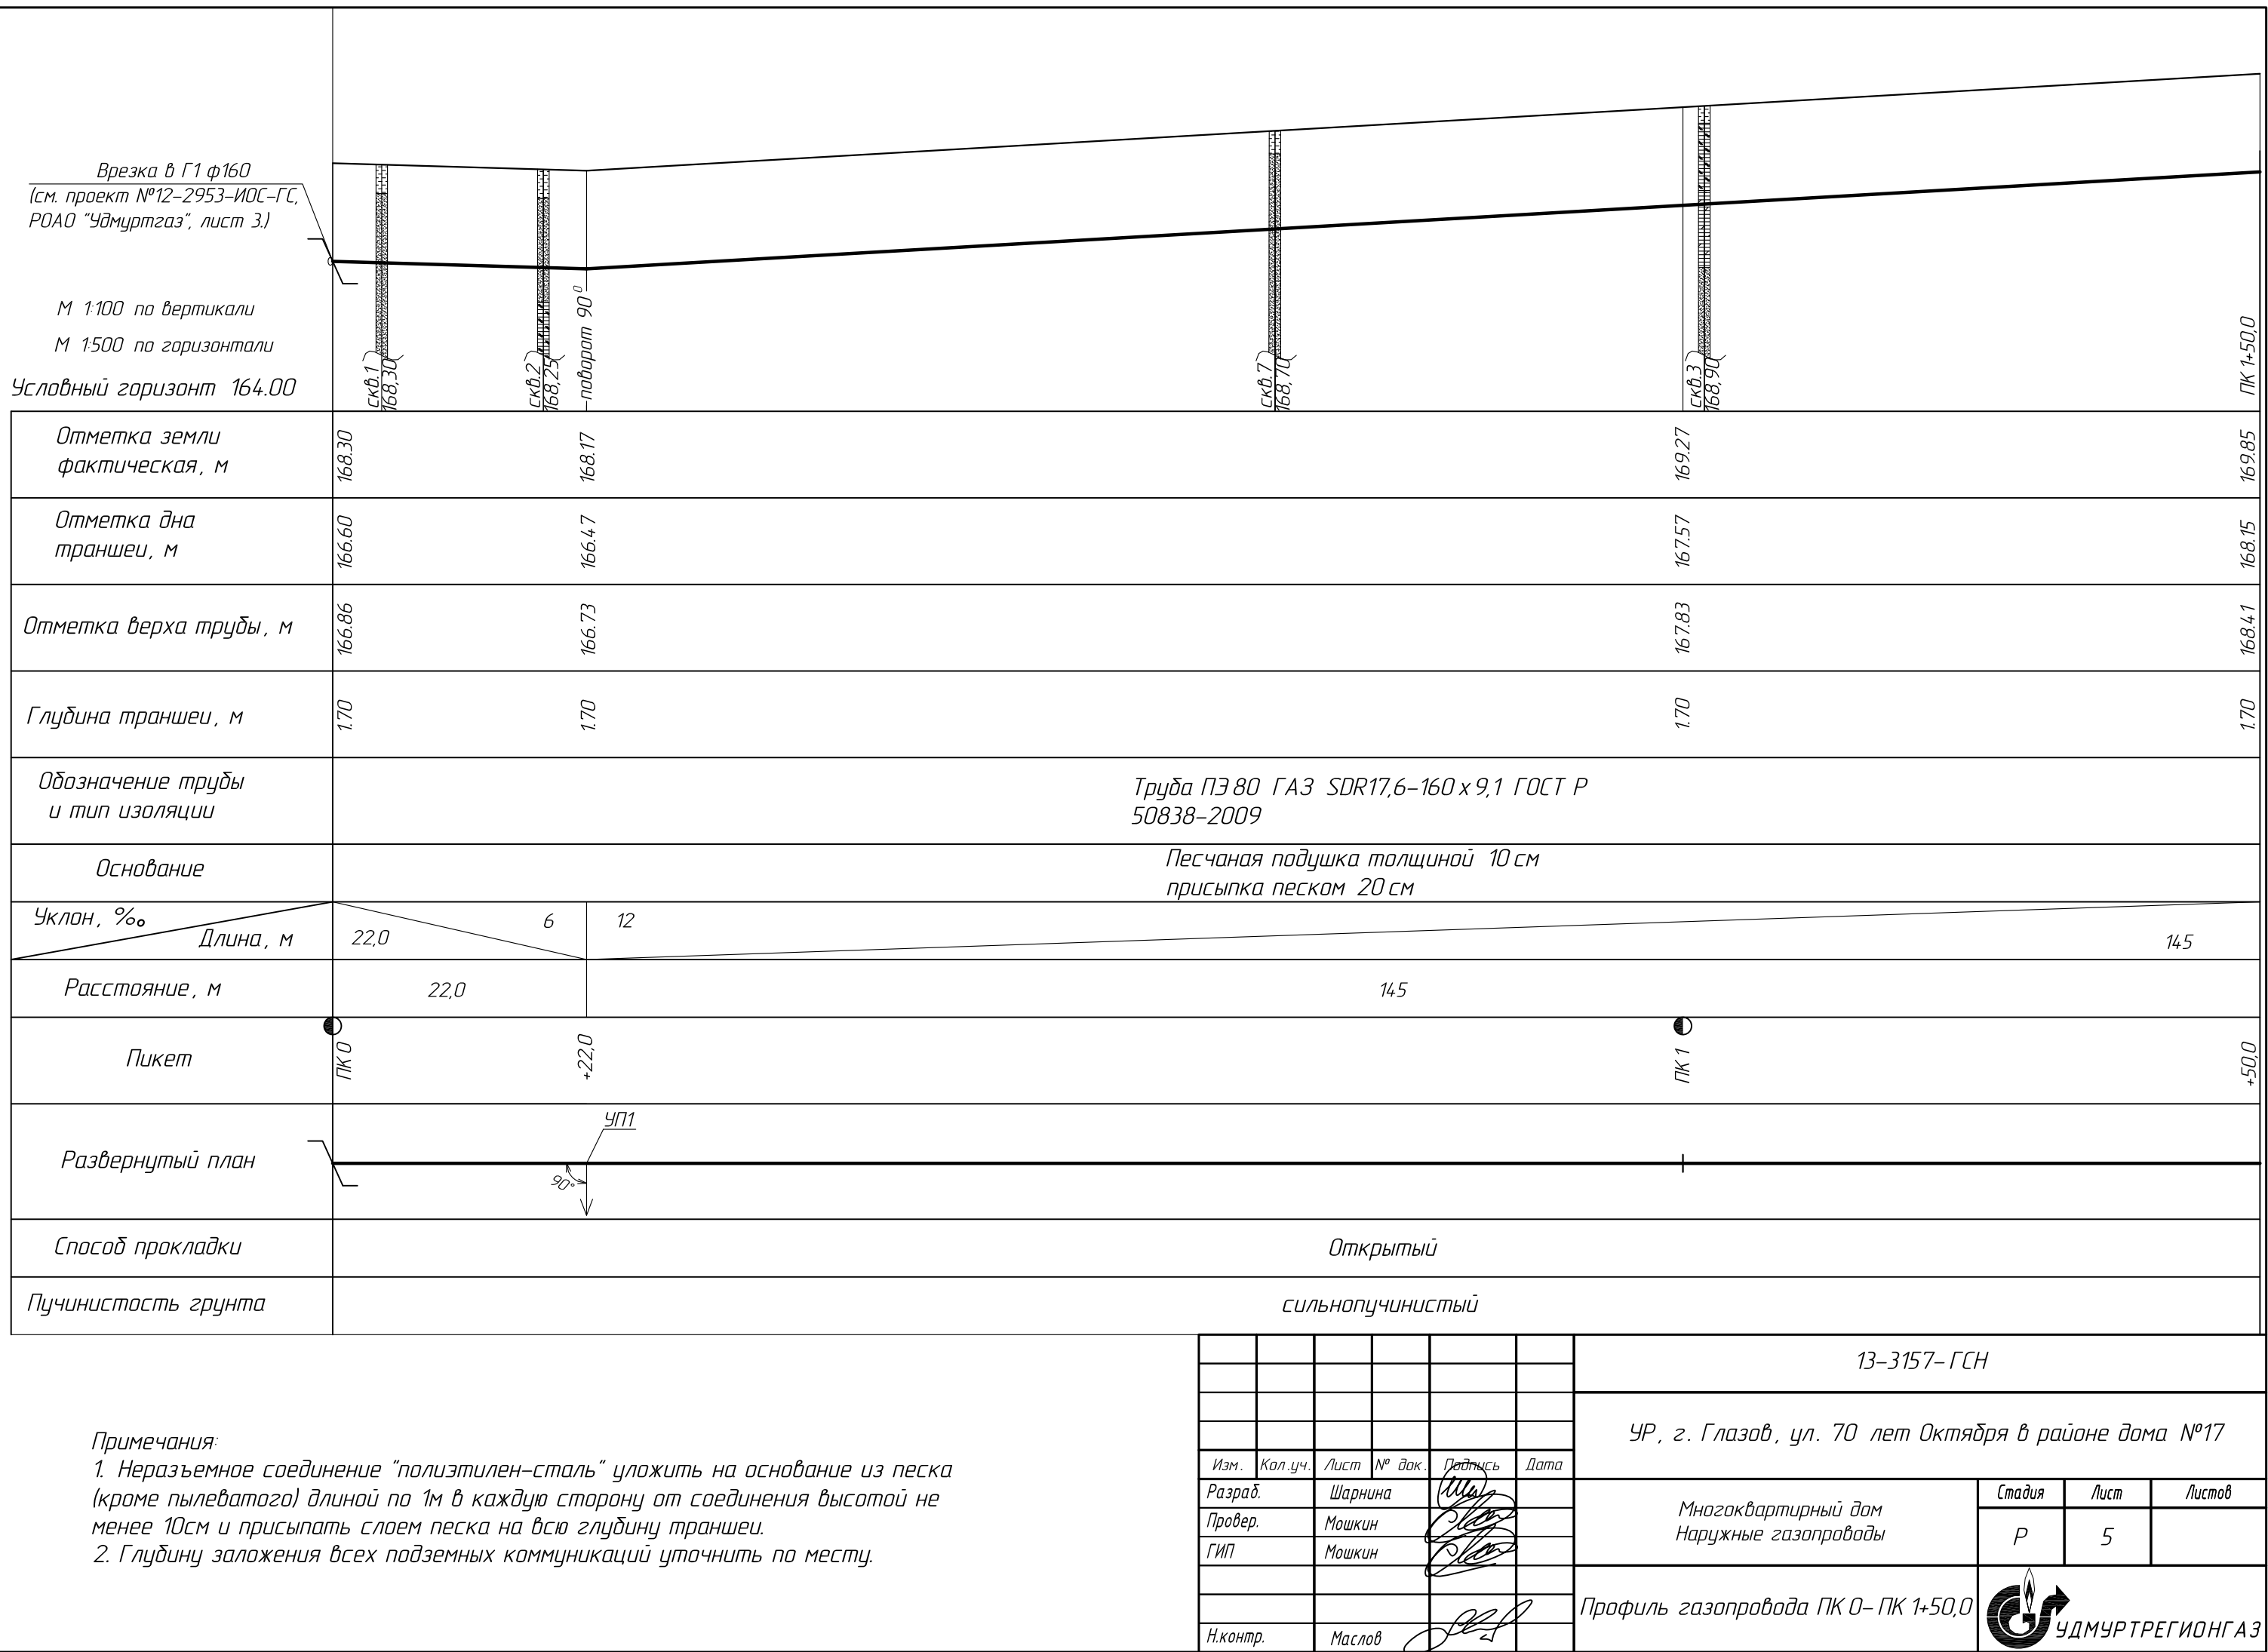 Врезка в Г1 ф160
(см. проект №12-2953-ИОС-ГС,
РОАО "Удмуртгаз", лист 3.)
М 1:100 по вертикали
М 1:500 по горизонтали
Условный горизонт 164.00
скв.1
168,30
скв.2
168,25
поворот 90⁰
скв.7
168,70
скв.3
168,90
ПК 1+50,0
Отметка земли
фактическая, м
168.30
168.17
169.27
169.85
Отметка дна
траншеи, м
166.60
166.47
167.57
168.15
Отметка верха трубы, м
166.86
166.73
167.83
168.41
Глубина траншеи, м
1.70
1.70
1.70
1.70
Обозначение трубы
и тип изоляции
Труба ПЭ 80 ГАЗ SDR17,6-160 х 9,1 ГОСТ Р
50838-2009
Основание
Песчаная подушка толщиной 10 см
присыпка песком 20 см
Уклон, ‰
Длина, м
22,0
6
12
145
Расстояние, м
22,0
145
Пикет
ПК 0
+22,0
ПК 1
+50,0
Развернутый план
УП1
90°
Способ прокладки
Открытый
Пучинистость грунта
сильнопучинистый
Примечания:
1. Неразъемное соединение "полиэтилен-сталь" уложить на основание из песка
(кроме пылеватого) длиной по 1м в каждую сторону от соединения высотой не
менее 10см и присыпать слоем песка на всю глубину траншеи.
2. Глубину заложения всех подземных коммуникаций уточнить по месту.
13-3157-ГСН
УР, г. Глазов, ул. 70 лет Октября в районе дома №17
Изм. Кол.уч. Лист № док. Подпись Дата
Разраб. Шарнина
Провер. Мошкин
ГИП Мошкин
Н.контр. Маслов
Многоквартирный дом
Наружные газопроводы
Стадия Лист Листов
Р 5
Профиль газопровода ПК 0- ПК 1+50,0
УДМУРТРЕГИОНГАЗ